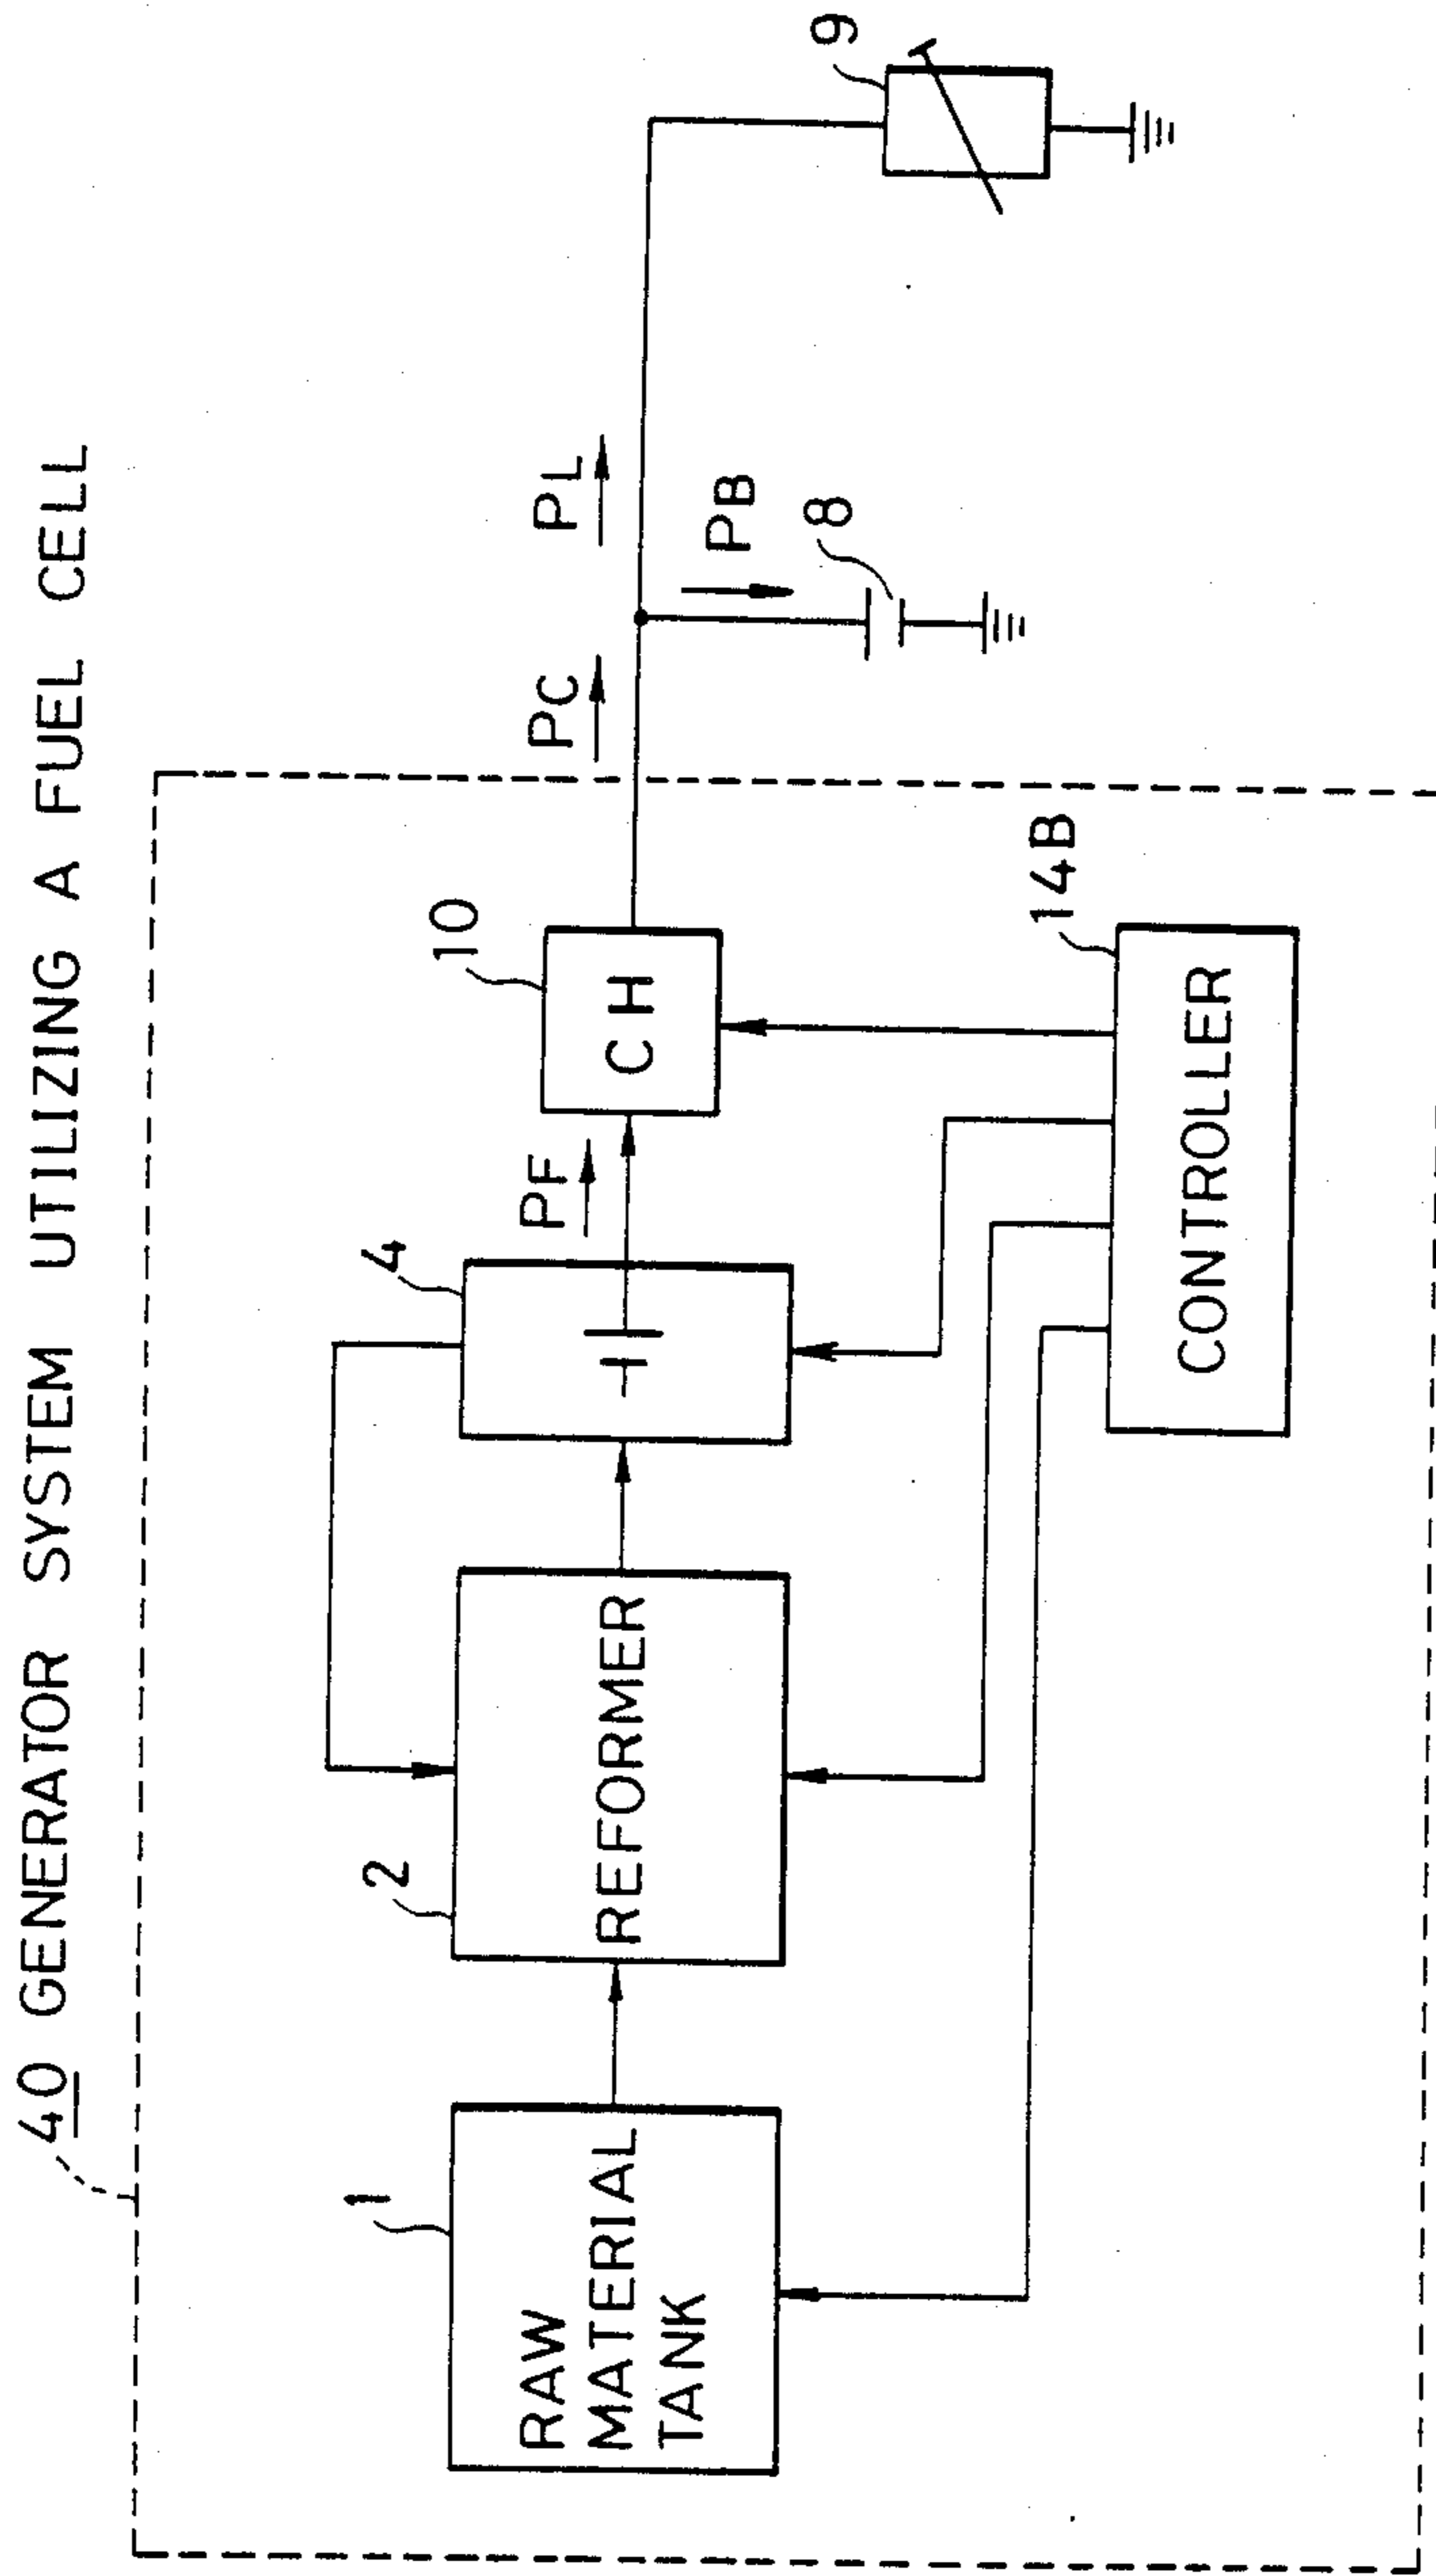 40 GENERATOR SYSTEM UTILIZING A FUEL CELL
1
RAW
MATERIAL
TANK
2
REFORMER
4
PF
10
CH
PC
PL
PB
8
9
14B
CONTROLLER